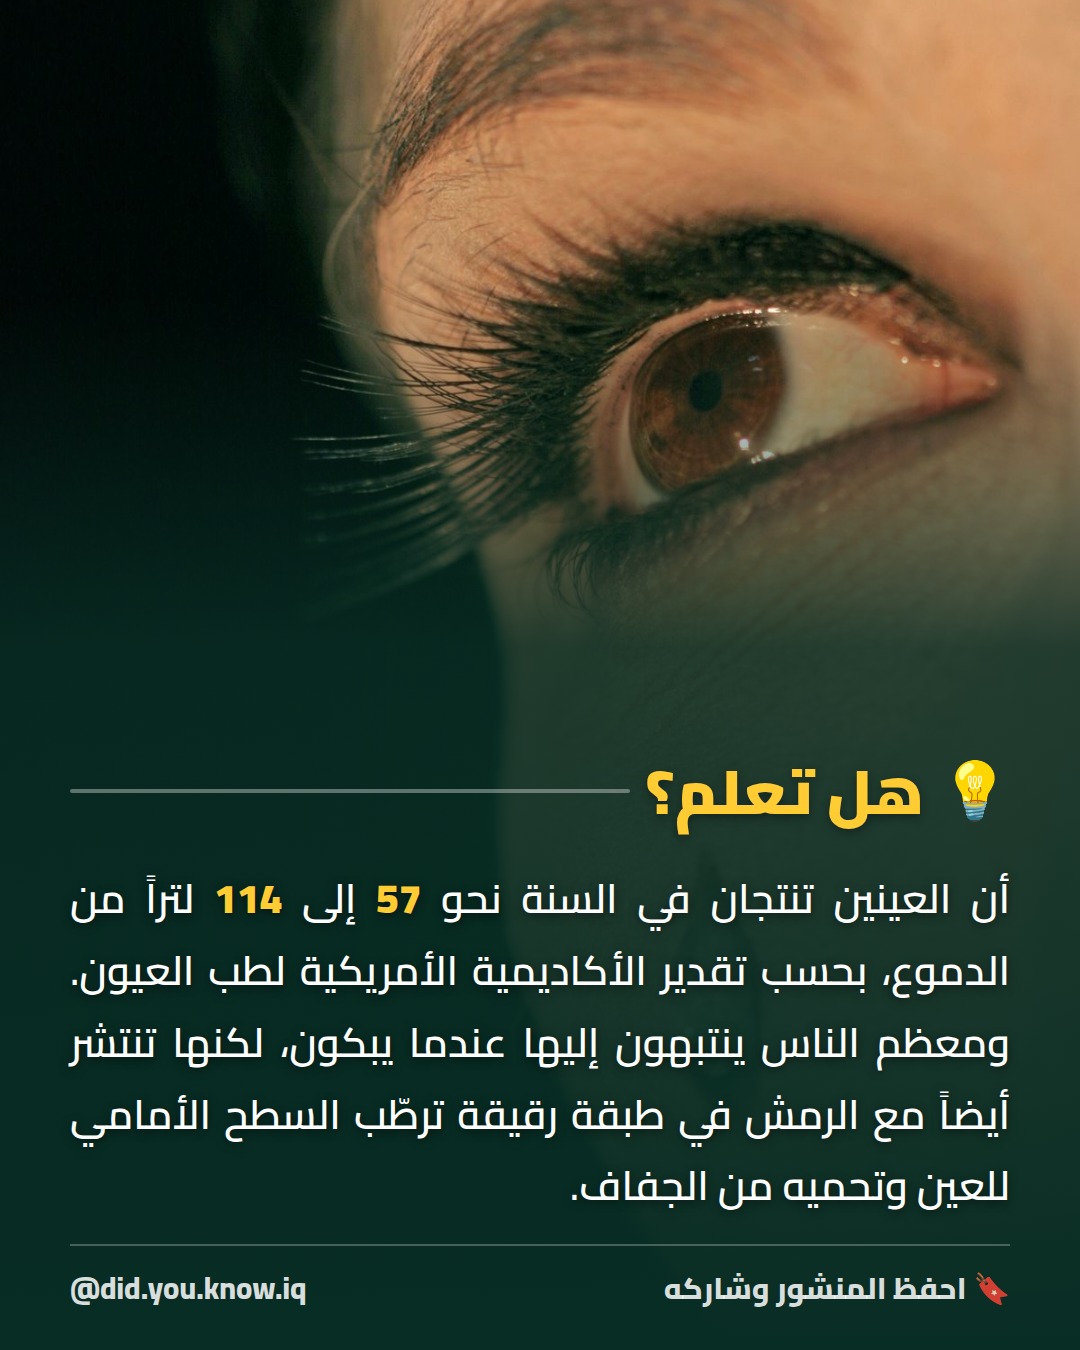 💡 هل تعلم؟
أن العينين تنتجان في السنة نحو 57 إلى 114 لتراً من
الدموع، بحسب تقدير الأكاديمية الأمريكية لطب العيون.
ومعظم الناس ينتبهون إليها عندما يبكون، لكنها تنتشر
أيضاً مع الرمش في طبقة رقيقة ترطّب السطح الأمامي
للعين وتحميه من الجفاف.
🔖 احفظ المنشور وشاركه
@did.you.know.iq